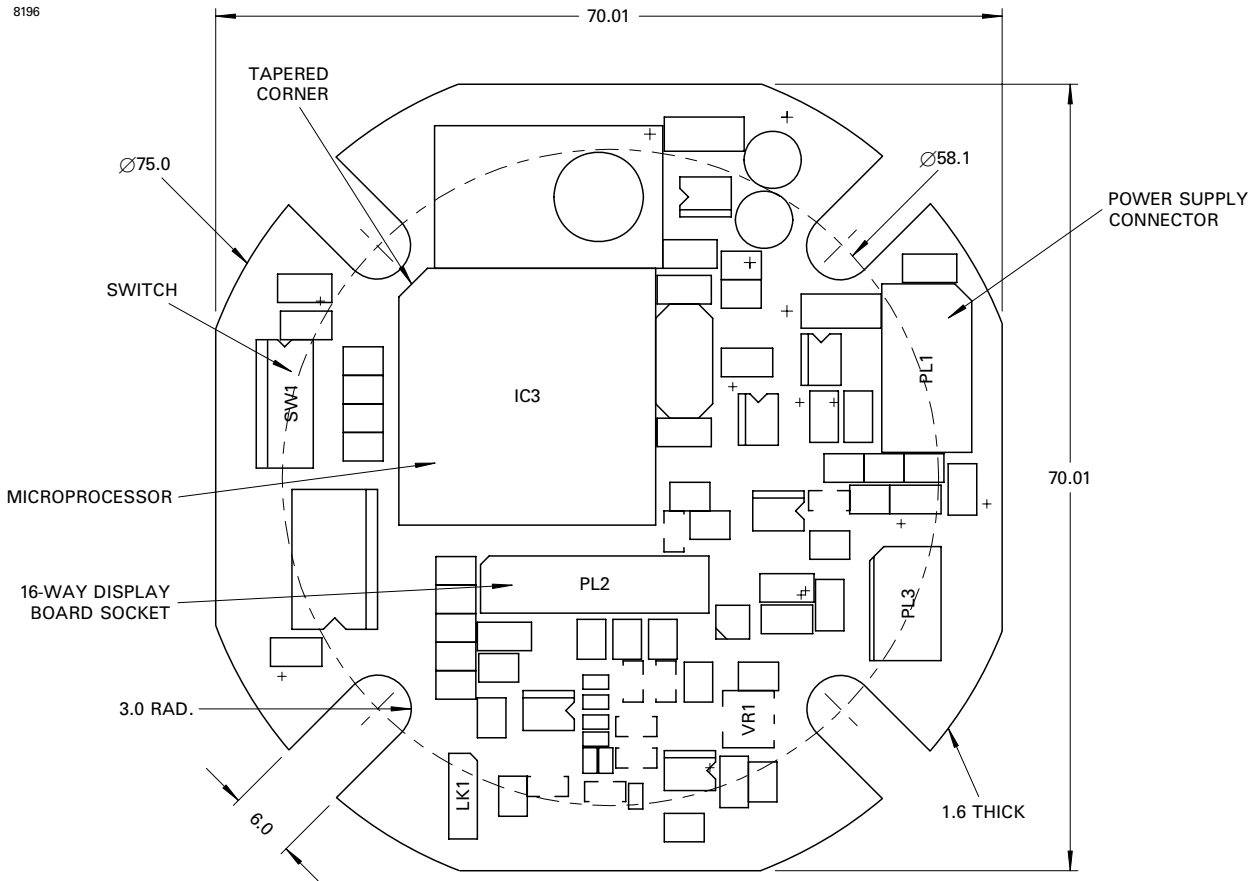 8196
70.01
TAPERED
CORNER
⌀75.0
⌀58.1
POWER SUPPLY
CONNECTOR
SWITCH
PL1
SW1
IC3
70.01
MICROPROCESSOR
16-WAY DISPLAY
BOARD SOCKET
PL2
PL3
3.0 RAD.
VR1
LK1
6.0
1.6 THICK